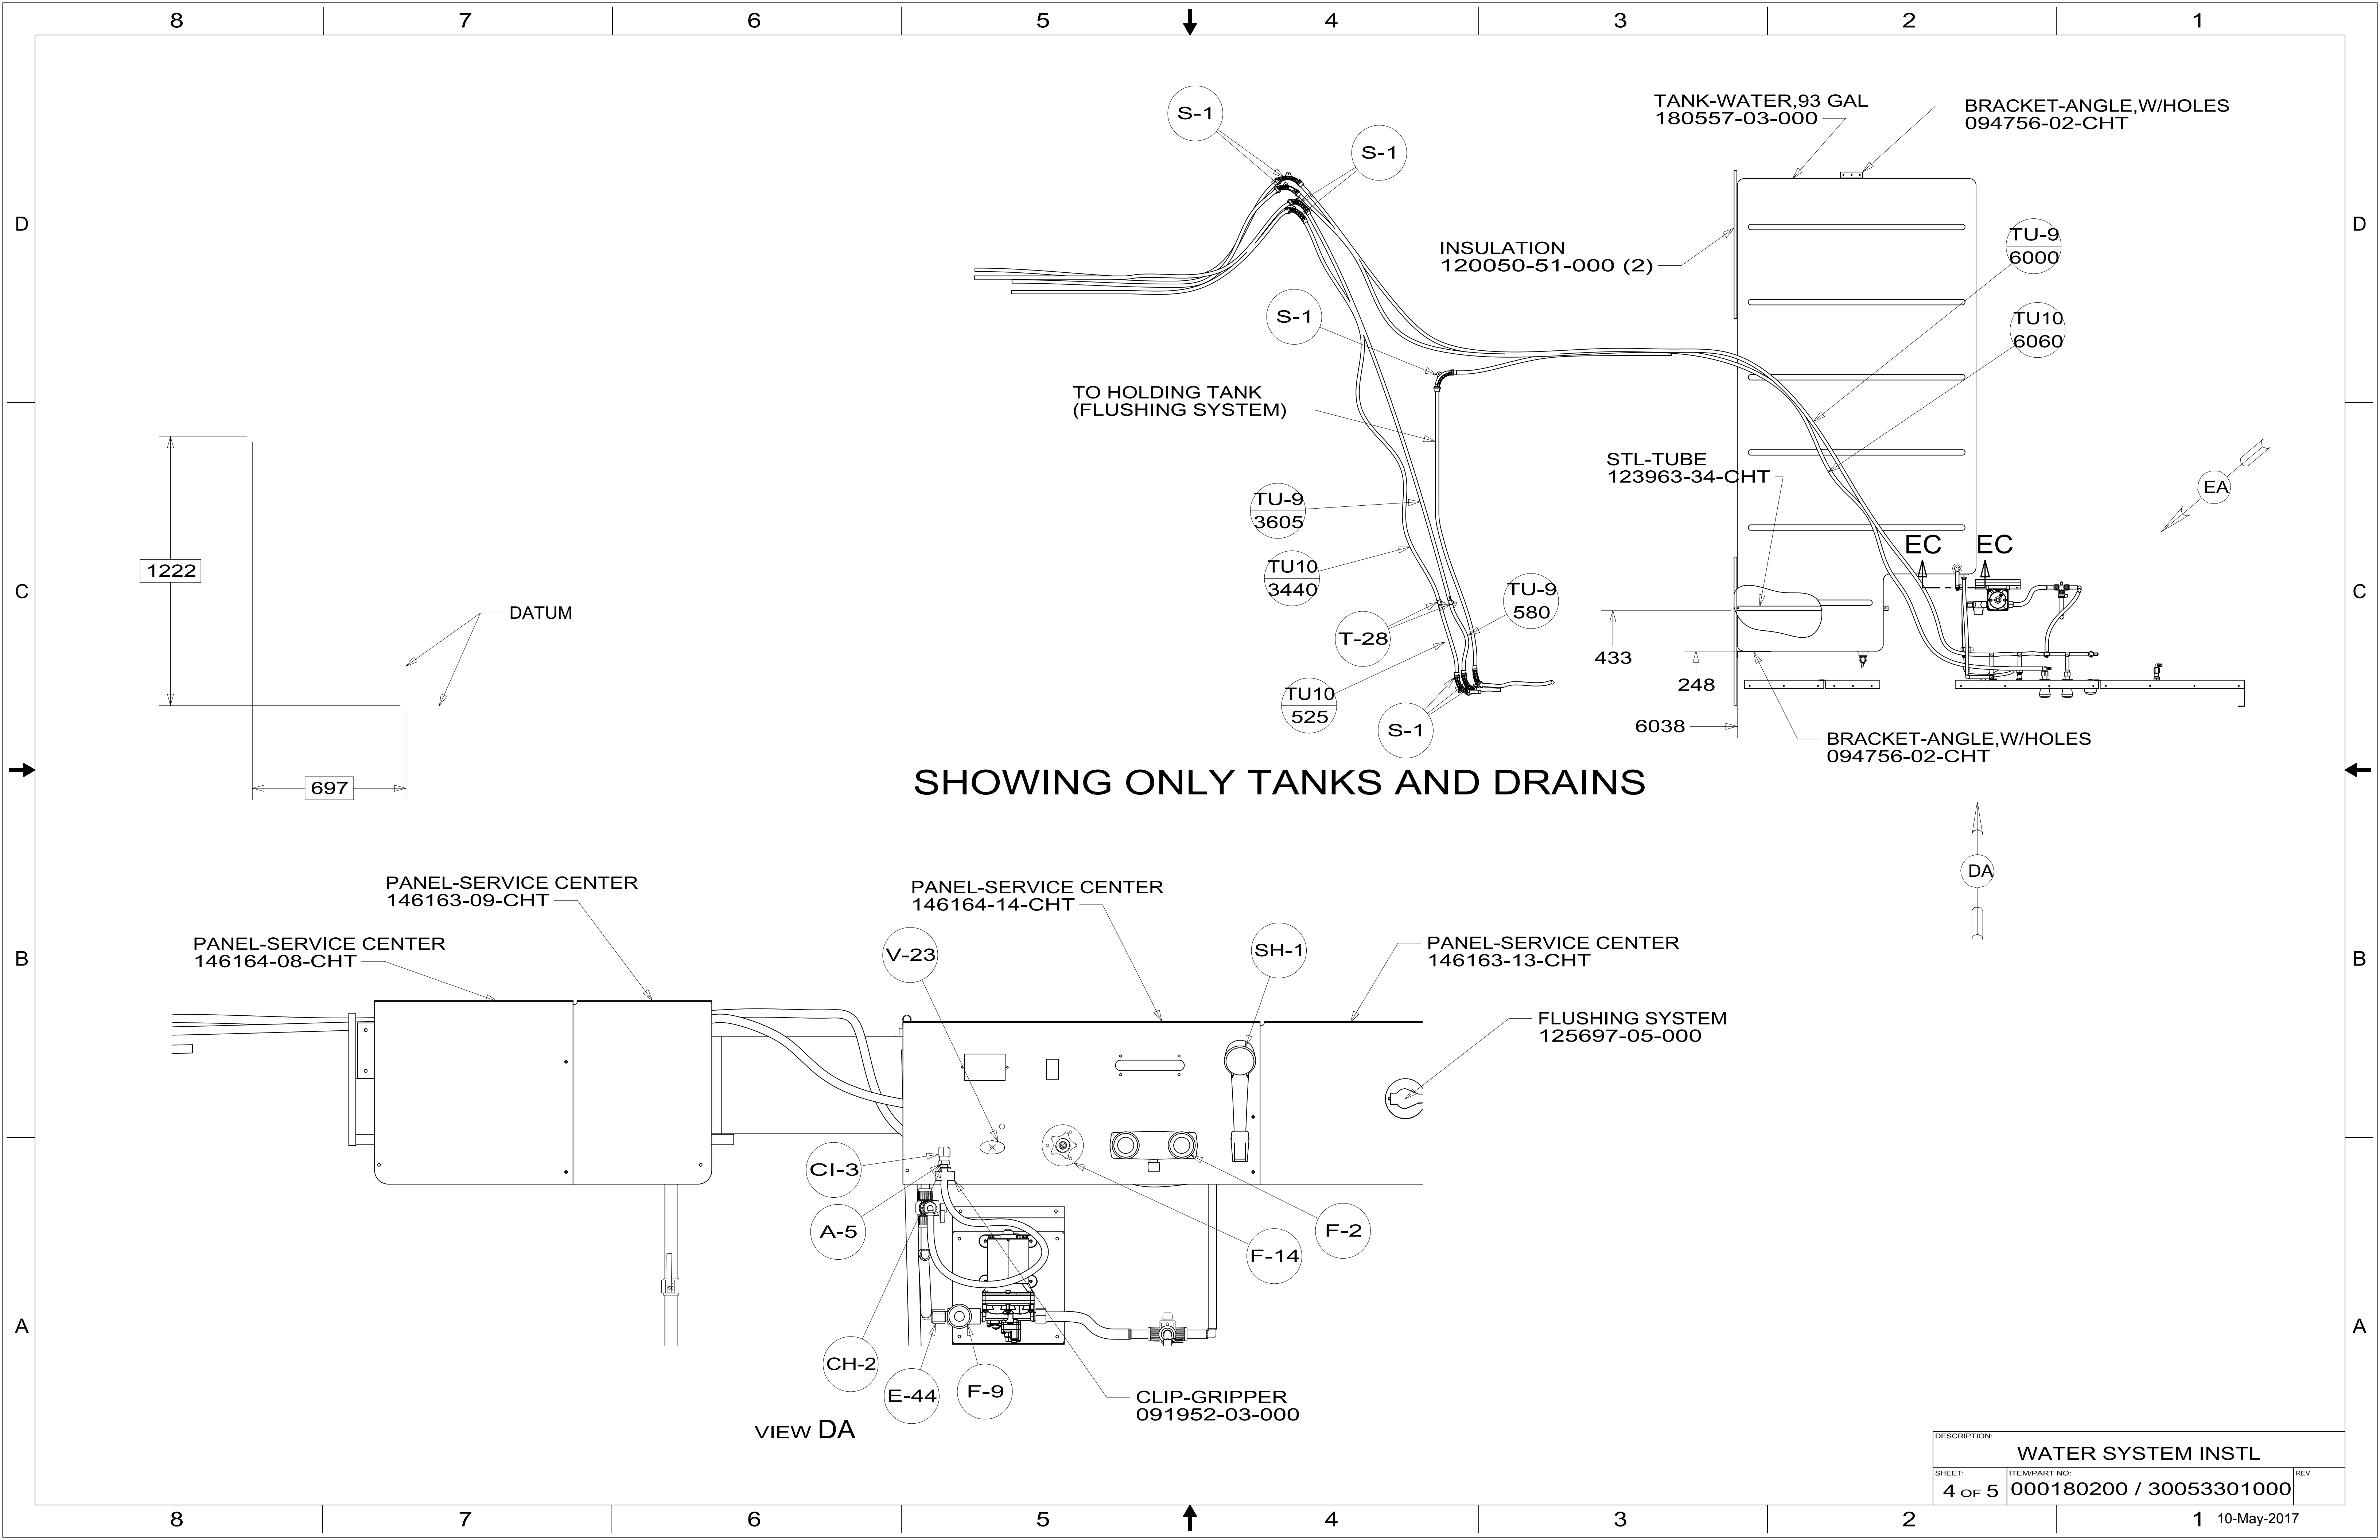 8 7 6 5 4 3 2 1
D
D
C
C
B
B
A
A
S-1
S-1
TANK-WATER,93 GAL
180557-03-000
BRACKET-ANGLE,W/HOLES
094756-02-CHT
INSULATION
120050-51-000 (2)
TU-9
6000
TU10
6060
S-1
TO HOLDING TANK
(FLUSHING SYSTEM)
STL-TUBE
123963-34-CHT
EA
TU-9
3605
TU10
3440
TU-9
580
T-28
TU10
525
S-1
EC EC
433
248
6038
BRACKET-ANGLE,W/HOLES
094756-02-CHT
1222
DATUM
697
SHOWING ONLY TANKS AND DRAINS
DA
PANEL-SERVICE CENTER
146163-09-CHT
PANEL-SERVICE CENTER
146164-08-CHT
PANEL-SERVICE CENTER
146164-14-CHT
V-23
SH-1
PANEL-SERVICE CENTER
146163-13-CHT
FLUSHING SYSTEM
125697-05-000
CI-3
A-5
CH-2
E-44
F-9
F-14
F-2
CLIP-GRIPPER
091952-03-000
VIEW DA
DESCRIPTION:
WATER SYSTEM INSTL
SHEET:
4 OF 5
ITEM/PART NO:
000180200 / 30053301000
REV
8 7 6 5 4 3 2 1
10-May-2017